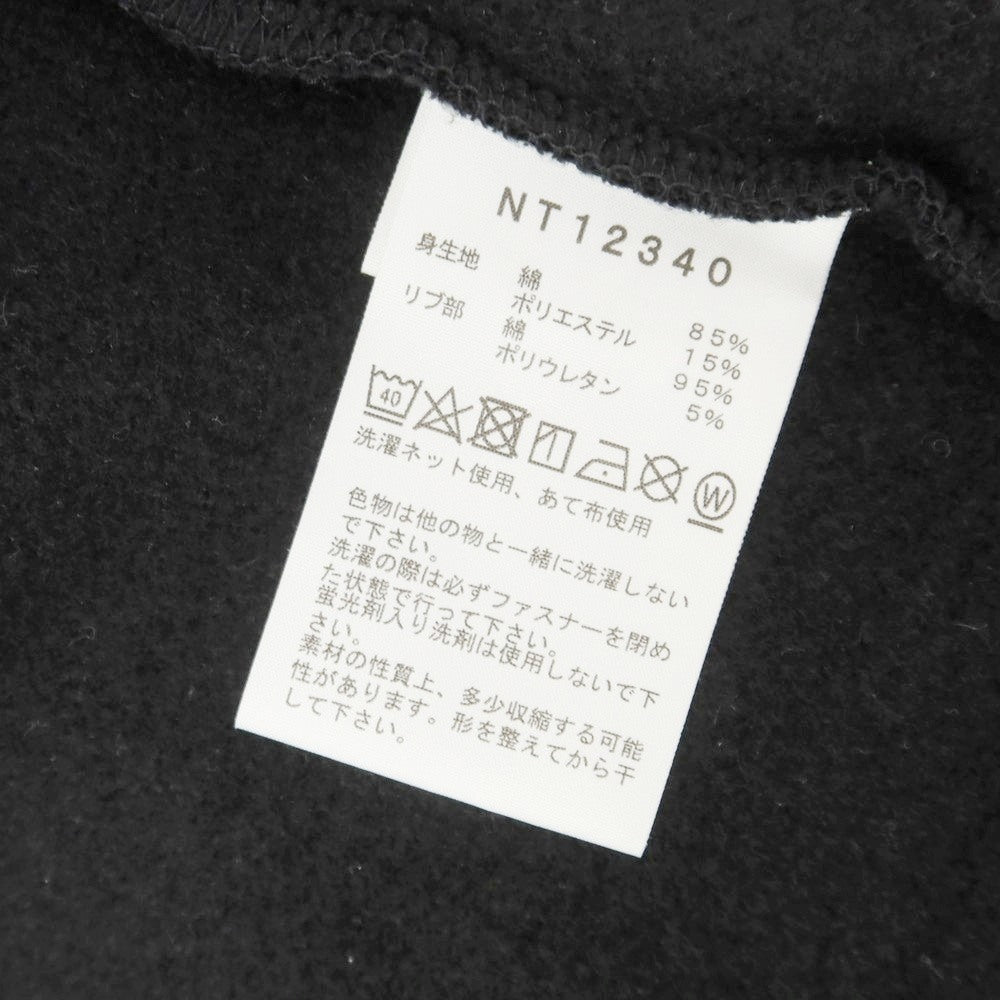 NT12340
身生地 綿 85%
ポリエステル 15%
リブ部 綿 95%
ポリウレタン 5%
40 W
洗濯ネット使用、あて布使用
色物は他の物と一緒に洗濯しない
で下さい。
洗濯の際は必ずファスナーを閉め
た状態で行って下さい。
蛍光剤入り洗剤は使用しないで下
さい。
素材の性質上、多少収縮する可能
性があります。形を整えてから干
して下さい。